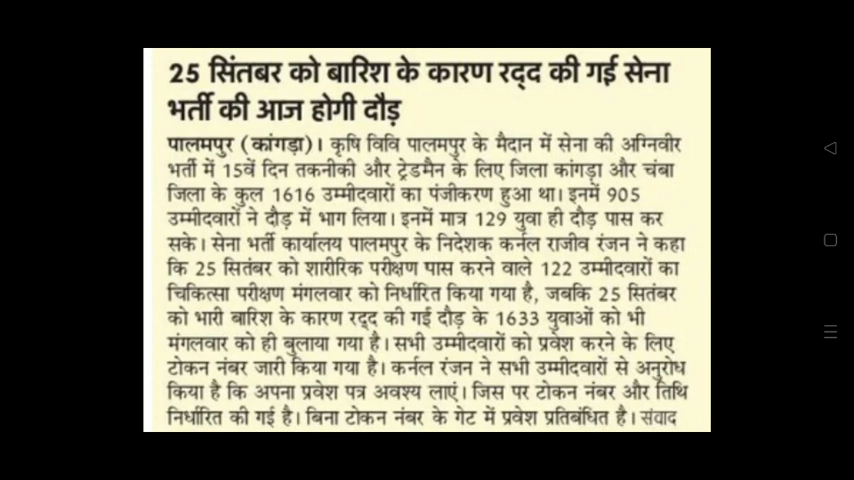 25 सिंतबर को बारिश के कारण रद्द की गई सेना
भर्ती की आज होगी दौड़
पालमपुर (कांगड़ा)। कृषि विवि पालमपुर के मैदान में सेना की अग्निवीर
भर्ती में 15वें दिन तकनीकी और ट्रेडमैन के लिए जिला कांगड़ा और चंबा
जिला के कुल 1616 उम्मीदवारों का पंजीकरण हुआ था। इनमें 905
उम्मीदवारों ने दौड़ में भाग लिया। इनमें मात्र 129 युवा ही दौड़ पास कर
सके। सेना भर्ती कार्यालय पालमपुर के निदेशक कर्नल राजीव रंजन ने कहा
कि 25 सितंबर को शारीरिक परीक्षण पास करने वाले 122 उम्मीदवारों का
चिकित्सा परीक्षण मंगलवार को निर्धारित किया गया है, जबकि 25 सितंबर
को भारी बारिश के कारण रद्द की गई दौड़ के 1633 युवाओं को भी
मंगलवार को ही बुलाया गया है। सभी उम्मीदवारों को प्रवेश करने के लिए
टोकन नंबर जारी किया गया है। कर्नल रंजन ने सभी उम्मीदवारों से अनुरोध
किया है कि अपना प्रवेश पत्र अवश्य लाएं। जिस पर टोकन नंबर और तिथि
निर्धारित की गई है। बिना टोकन नंबर के गेट में प्रवेश प्रतिबंधित है। संवाद